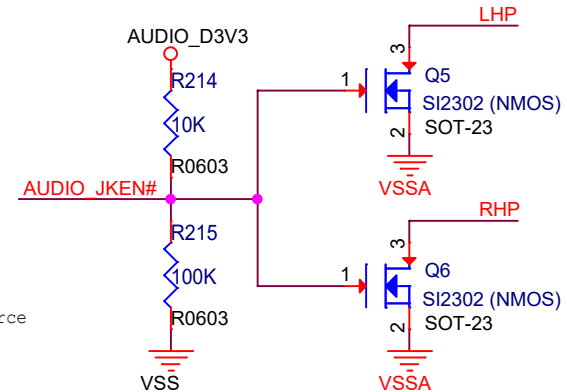 LHP
AUDIO_D3V3
3
R214
1
Q5
10K
SI2302 (NMOS)
2
SOT-23
R0603
AUDIO_JKEN#
VSSA
RHP
R215
3
1
Q6
100K
SI2302 (NMOS)
2
SOT-23
R0603
VSS
VSSA